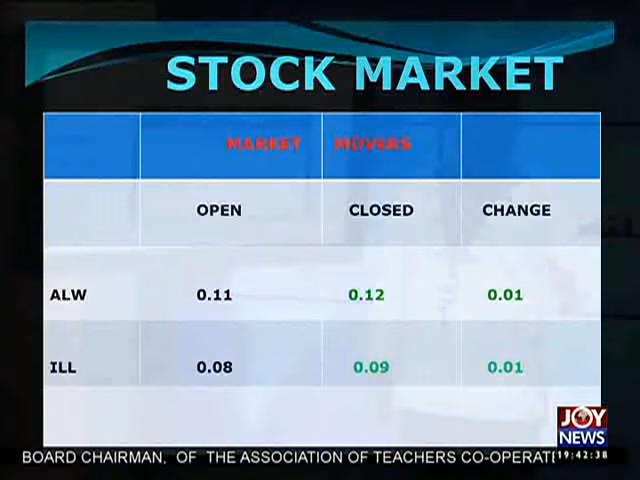 STOCK MARKET
MARKET MOVERS
OPEN CLOSED CHANGE
ALW 0.11 0.12 0.01
ILL 0.08 0.09 0.01
JOY
NEWS
BOARD CHAIRMAN, OF THE ASSOCIATION OF TEACHERS CO-OPERAT
19:42:38